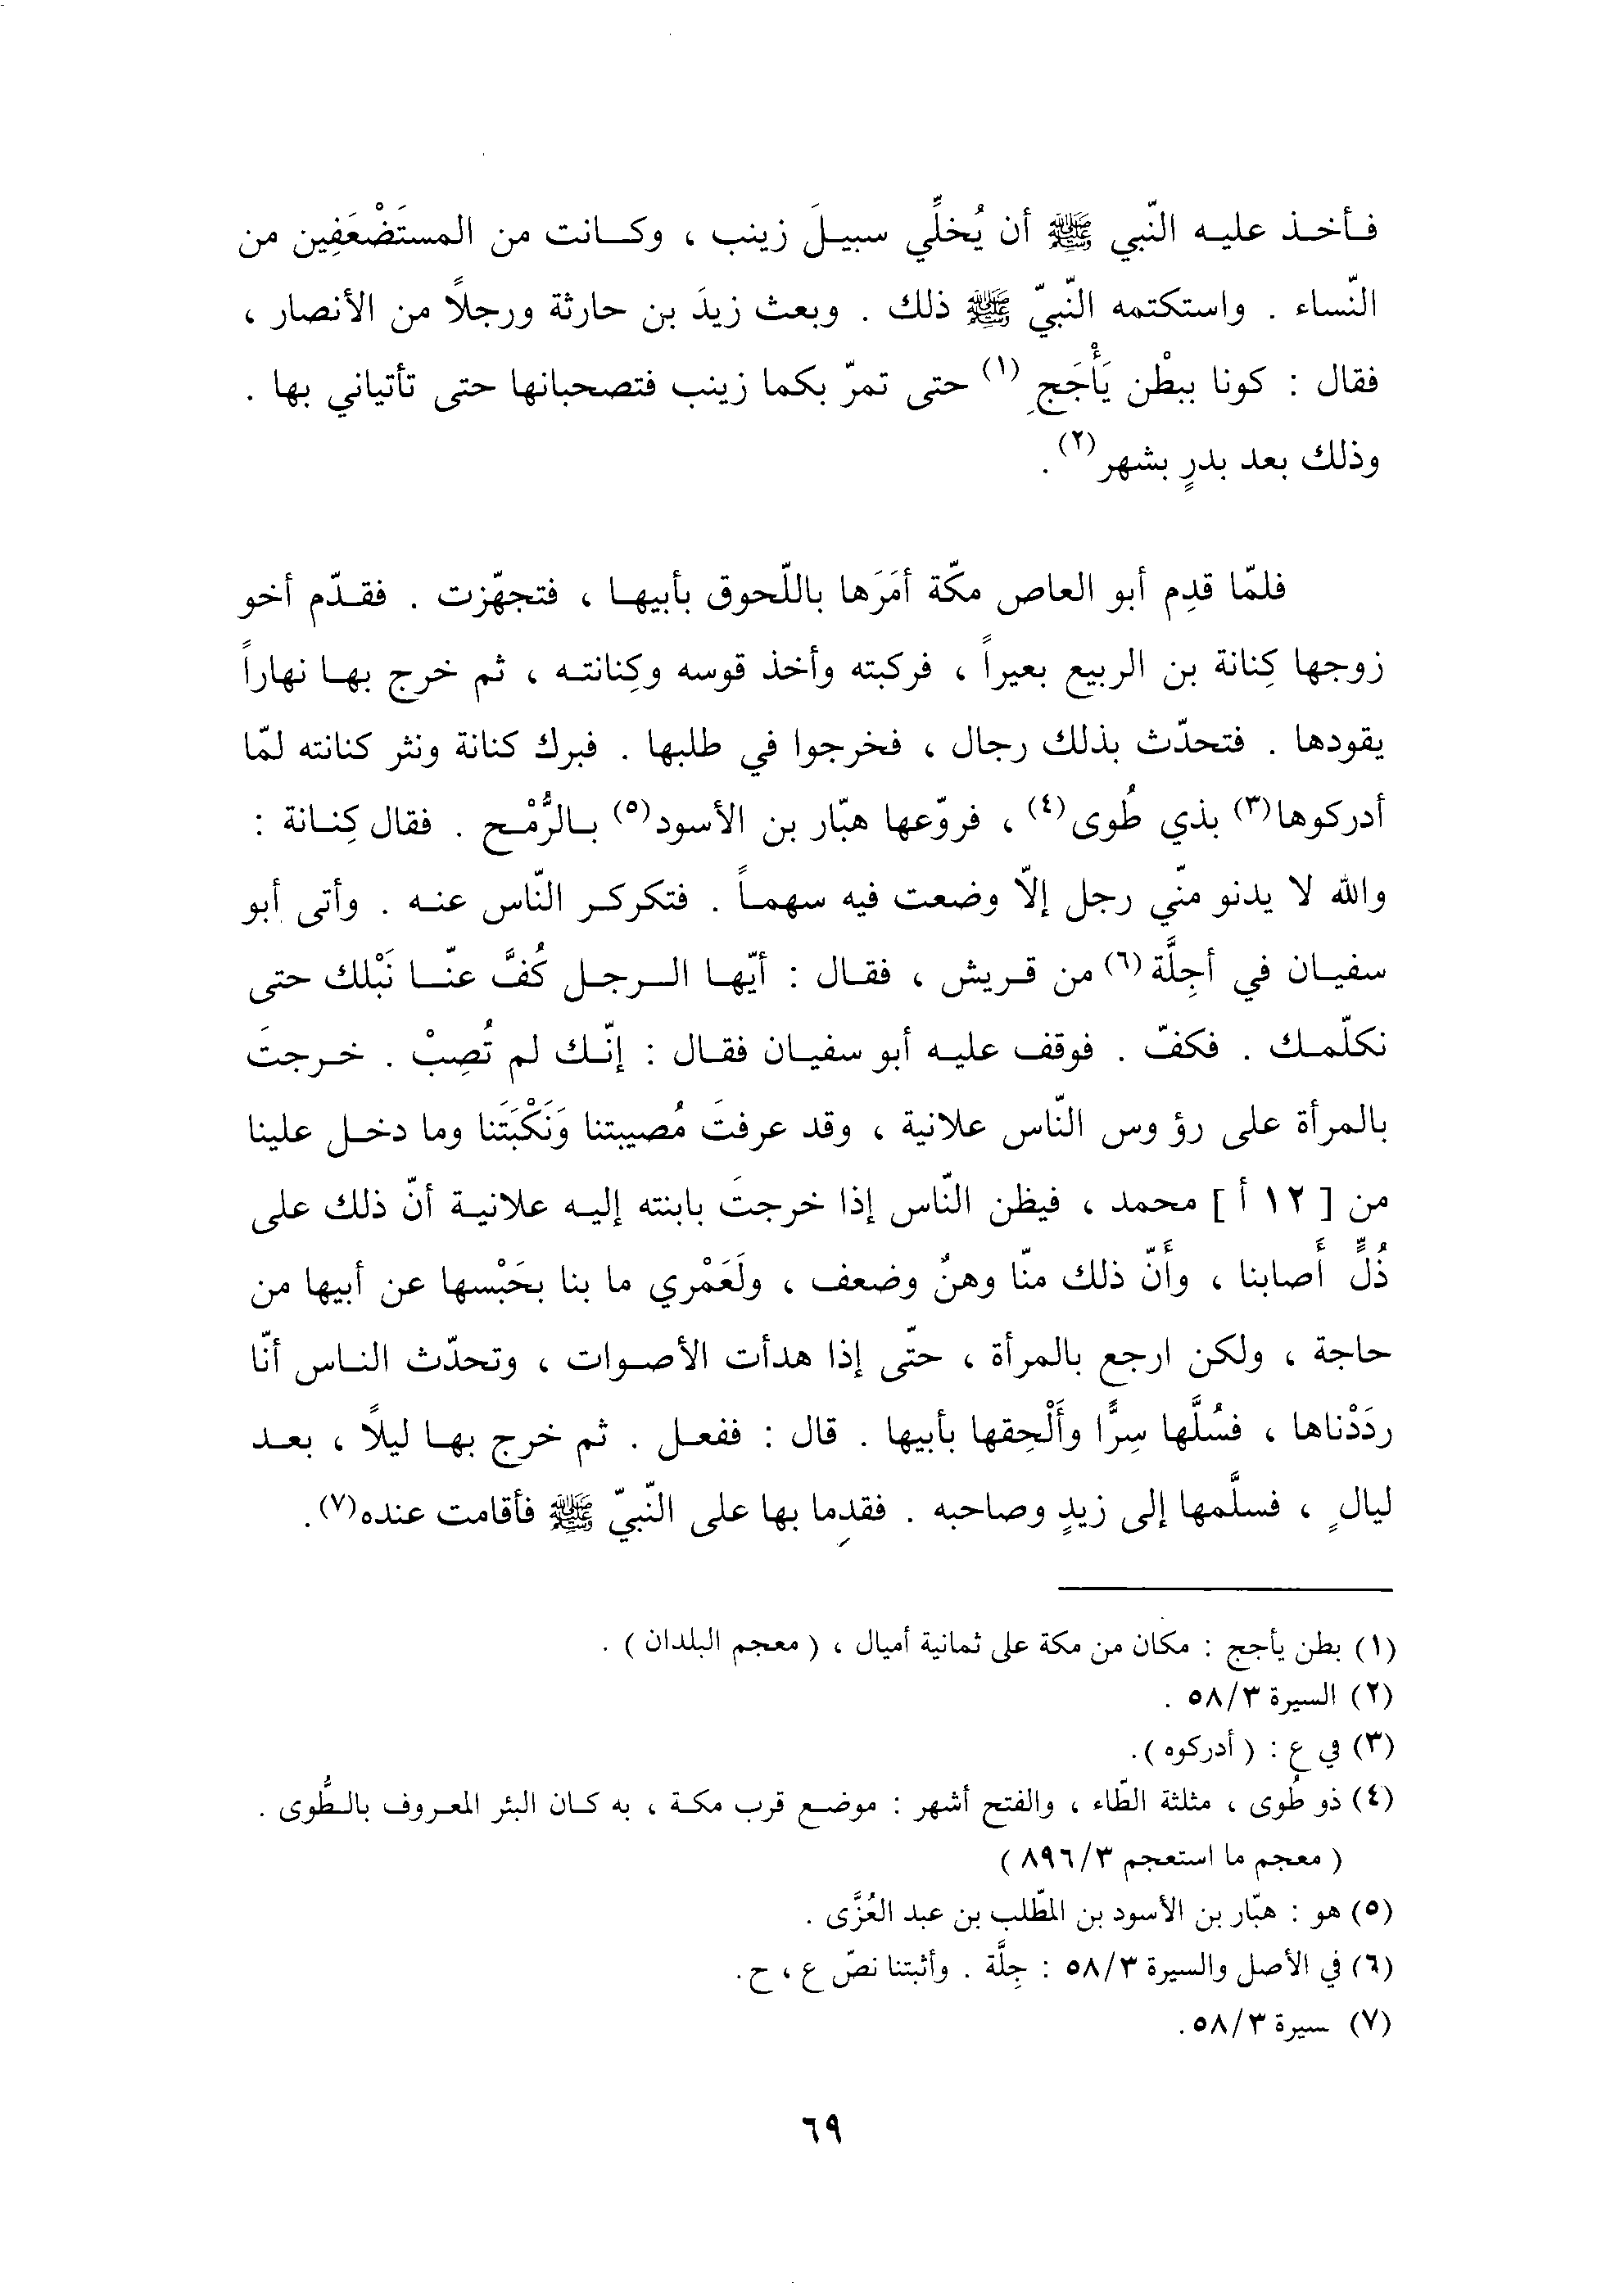 فأخذ عليه النّبي ﷺ أن يُخلِّي سبيلَ زينب ، وكانت من المستَضْعَفِين من
النّساء . واستكتمه النّبيّ ﷺ ذلك . وبعث زيدَ بن حارثة ورجلاً من الأنصار ،
فقال : كونا ببطْن يَأْجَجِ (١) حتى تمرّ بكما زينب فتصحبانها حتى تأتياني بها .
وذلك بعد بدرٍ بشهر(٢) .
فلمّا قدِم أبو العاص مكّة أمَرَها باللّحوق بأبيها ، فتجهّزت . فقدّم أخو
زوجها كِنانة بن الربيع بعيراً ، فركبته وأخذ قوسه وكِنانته ، ثم خرج بها نهاراً
يقودها . فتحدّث بذلك رجال ، فخرجوا في طلبها . فبرك كنانة ونثر كنانته لمّا
أدركوها(٣) بذي طُوى(٤) ، فروّعها هبّار بن الأسود(٥) بالرُّمْح . فقال كِنانة :
والله لا يدنو منّي رجل إلاّ وضعت فيه سهماً . فتكركر النّاس عنه . وأتى أبو
سفيان في أجِلَّة(٦) من قريش ، فقال : أيّها الرجل كُفَّ عنّا نَبْلك حتى
نكلّمك . فكفّ . فوقف عليه أبو سفيان فقال : إنّك لم تُصِبْ . خرجتَ
بالمرأة على رؤوس النّاس علانية ، وقد عرفتَ مُصيبتنا وَنَكْبَتَنا وما دخل علينا
من [ ١٢ أ ] محمد ، فيظن النّاس إذا خرجتَ بابنته إليه علانية أنّ ذلك على
ذُلٍّ أَصابنا ، وأَنّ ذلك منّا وهنٌ وضعف ، ولَعَمْري ما بنا بحَبْسها عن أبيها من
حاجة ، ولكن ارجع بالمرأة ، حتّى إذا هدأت الأصوات ، وتحدّث الناس أنّا
ردَدْناها ، فسُلَّها سِرًّا وأَلْحِقها بأبيها . قال : ففعل . ثم خرج بها ليلاً ، بعد
ليالٍ ، فسلَّمها إلى زيدٍ وصاحبه . فقدِما بها على النّبيّ ﷺ فأقامت عنده(٧) .
(١) بطن يأجج : مكان من مكة على ثمانية أميال ، ( معجم البلدان ) .
(٢) السيرة ٥٨/٣ .
(٣) في ع : ( أدركوه ) .
(٤) ذو طُوى ، مثلثة الطّاء ، والفتح أشهر : موضع قرب مكة ، به كان البئر المعروف بالطُّوى .
( معجم ما استعجم ٨٩٦/٣ )
(٥) هو : هبّار بن الأسود بن المطّلب بن عبد العُزَّى .
(٦) في الأصل والسيرة ٥٨/٣ : جِلَّة . وأثبتنا نصّ ع ، ح .
(٧) سيرة ٥٨/٣ .
٦٩